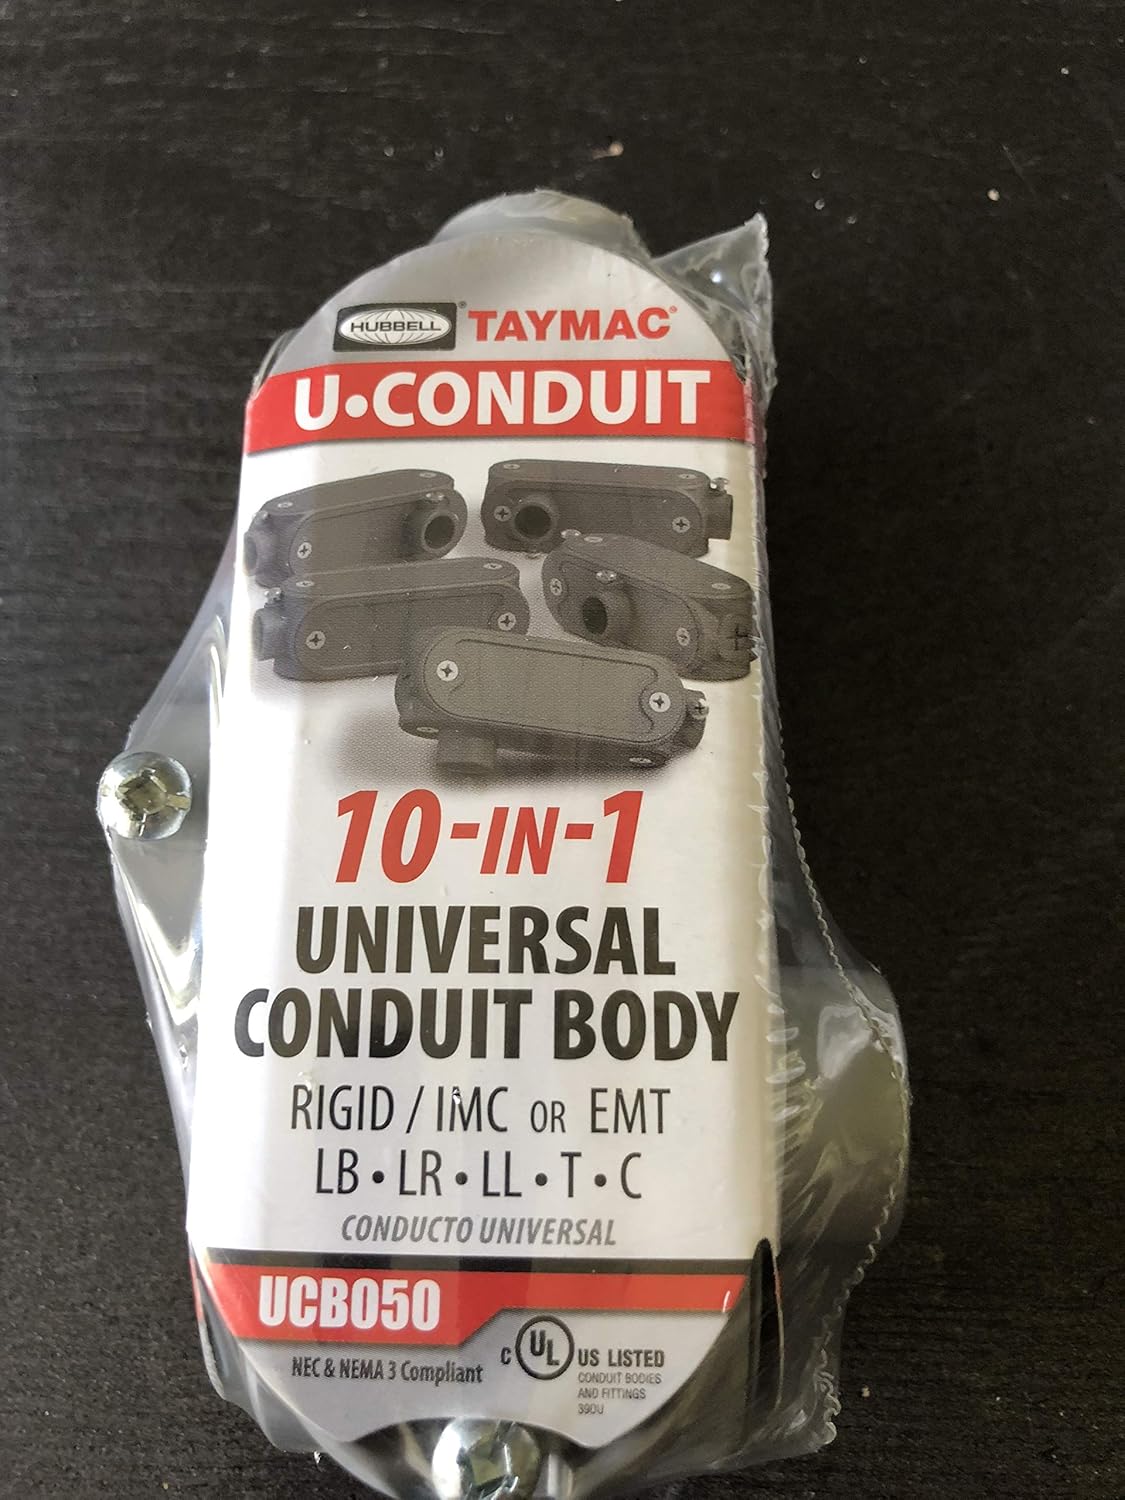 HUBBELL® TAYMAC®
U•CONDUIT
10-IN-1
UNIVERSAL
CONDUIT BODY
RIGID / IMC OR EMT
LB • LR • LL • T • C
CONDUCTO UNIVERSAL
UCB050
NEC & NEMA 3 Compliant
C UL US LISTED
CONDUIT BODIES
AND FITTINGS
39DU